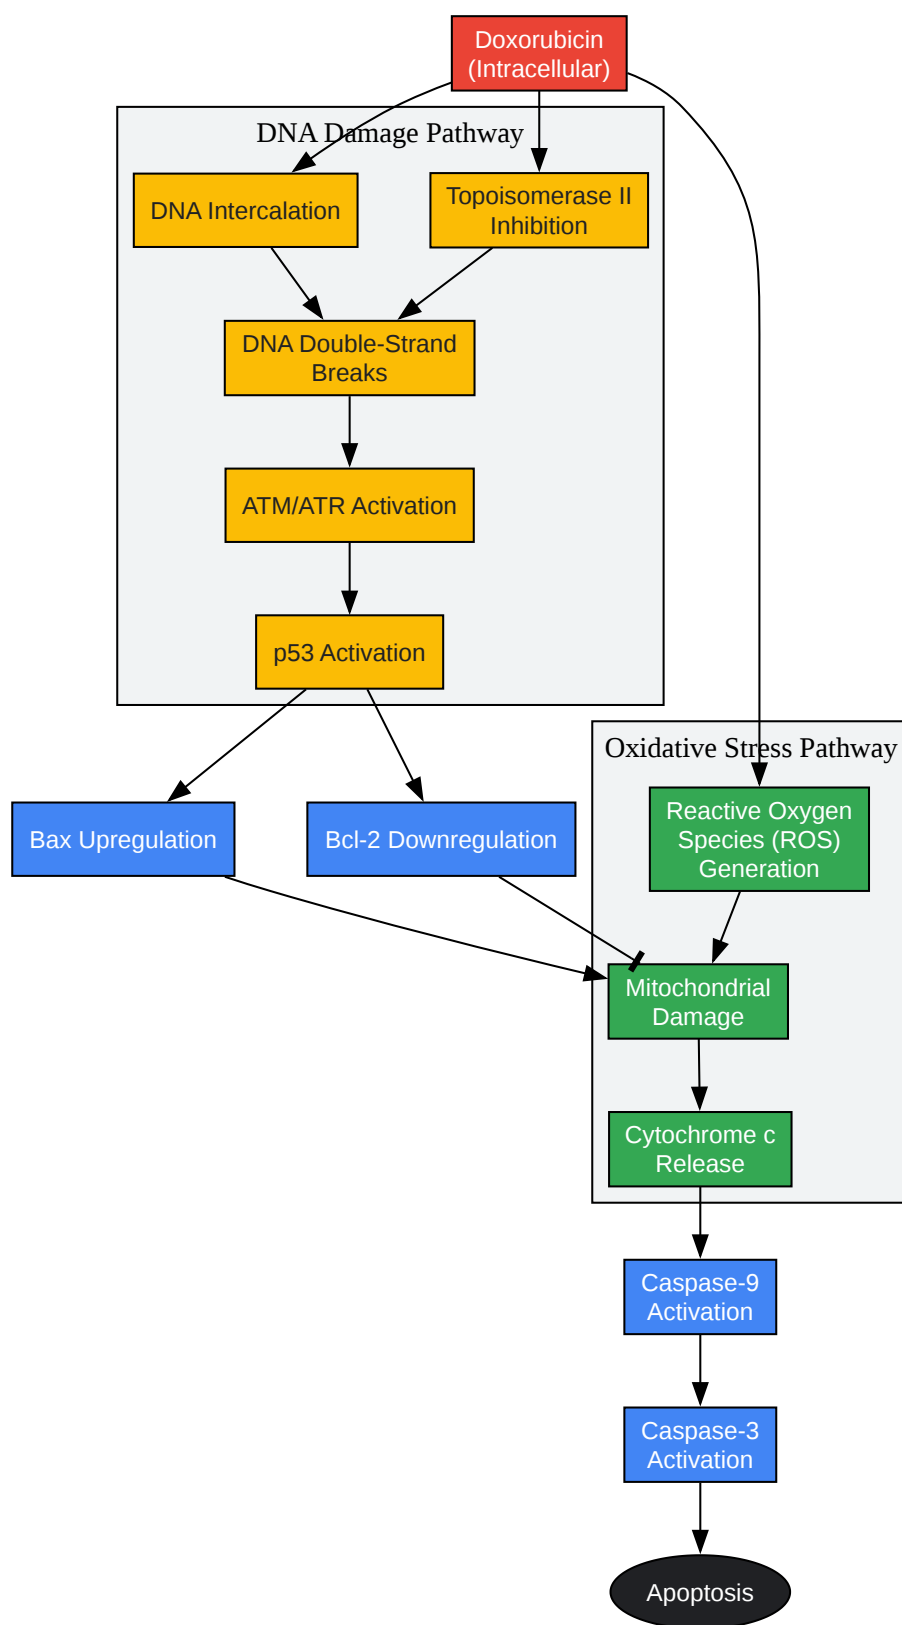 Doxorubicin
(Intracellular)
DNA Damage Pathway
DNA Intercalation
Topoisomerase II
Inhibition
DNA Double-Strand
Breaks
ATM/ATR Activation
p53 Activation
Oxidative Stress Pathway
Bax Upregulation
Bcl-2 Downregulation
Reactive Oxygen
Species (ROS)
Generation
Mitochondrial
Damage
Cytochrome c
Release
Caspase-9
Activation
Caspase-3
Activation
Apoptosis